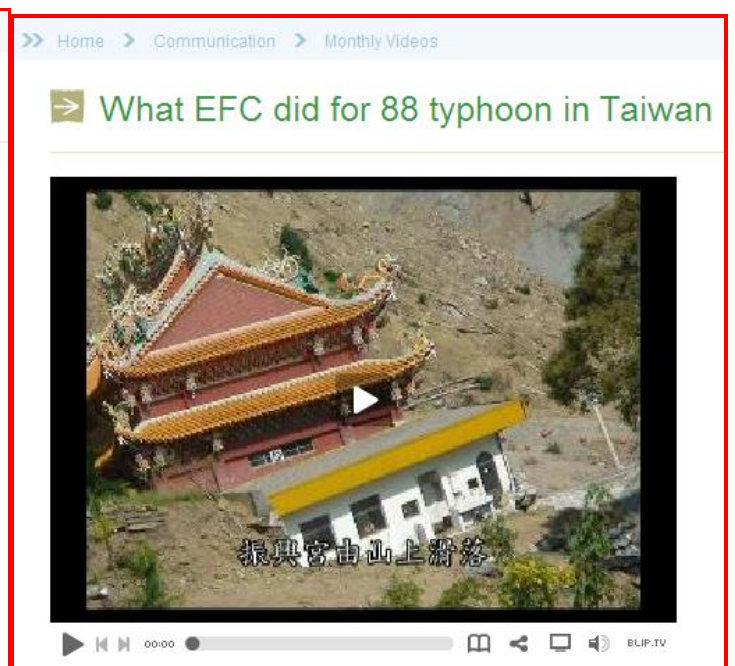 Home Communication Monthly Videos
What EFC did for 88 typhoon in Taiwan
振興宮由山上滑落
00:00 BLIP.TV